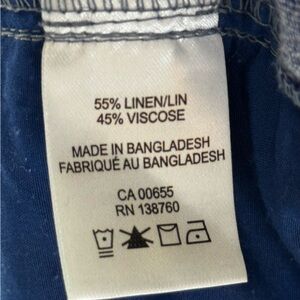 55% LINEN/LIN
45% VISCOSE
MADE IN BANGLADESH
FABRIQUÉ AU BANGLADESH
CA 00655
RN 138760